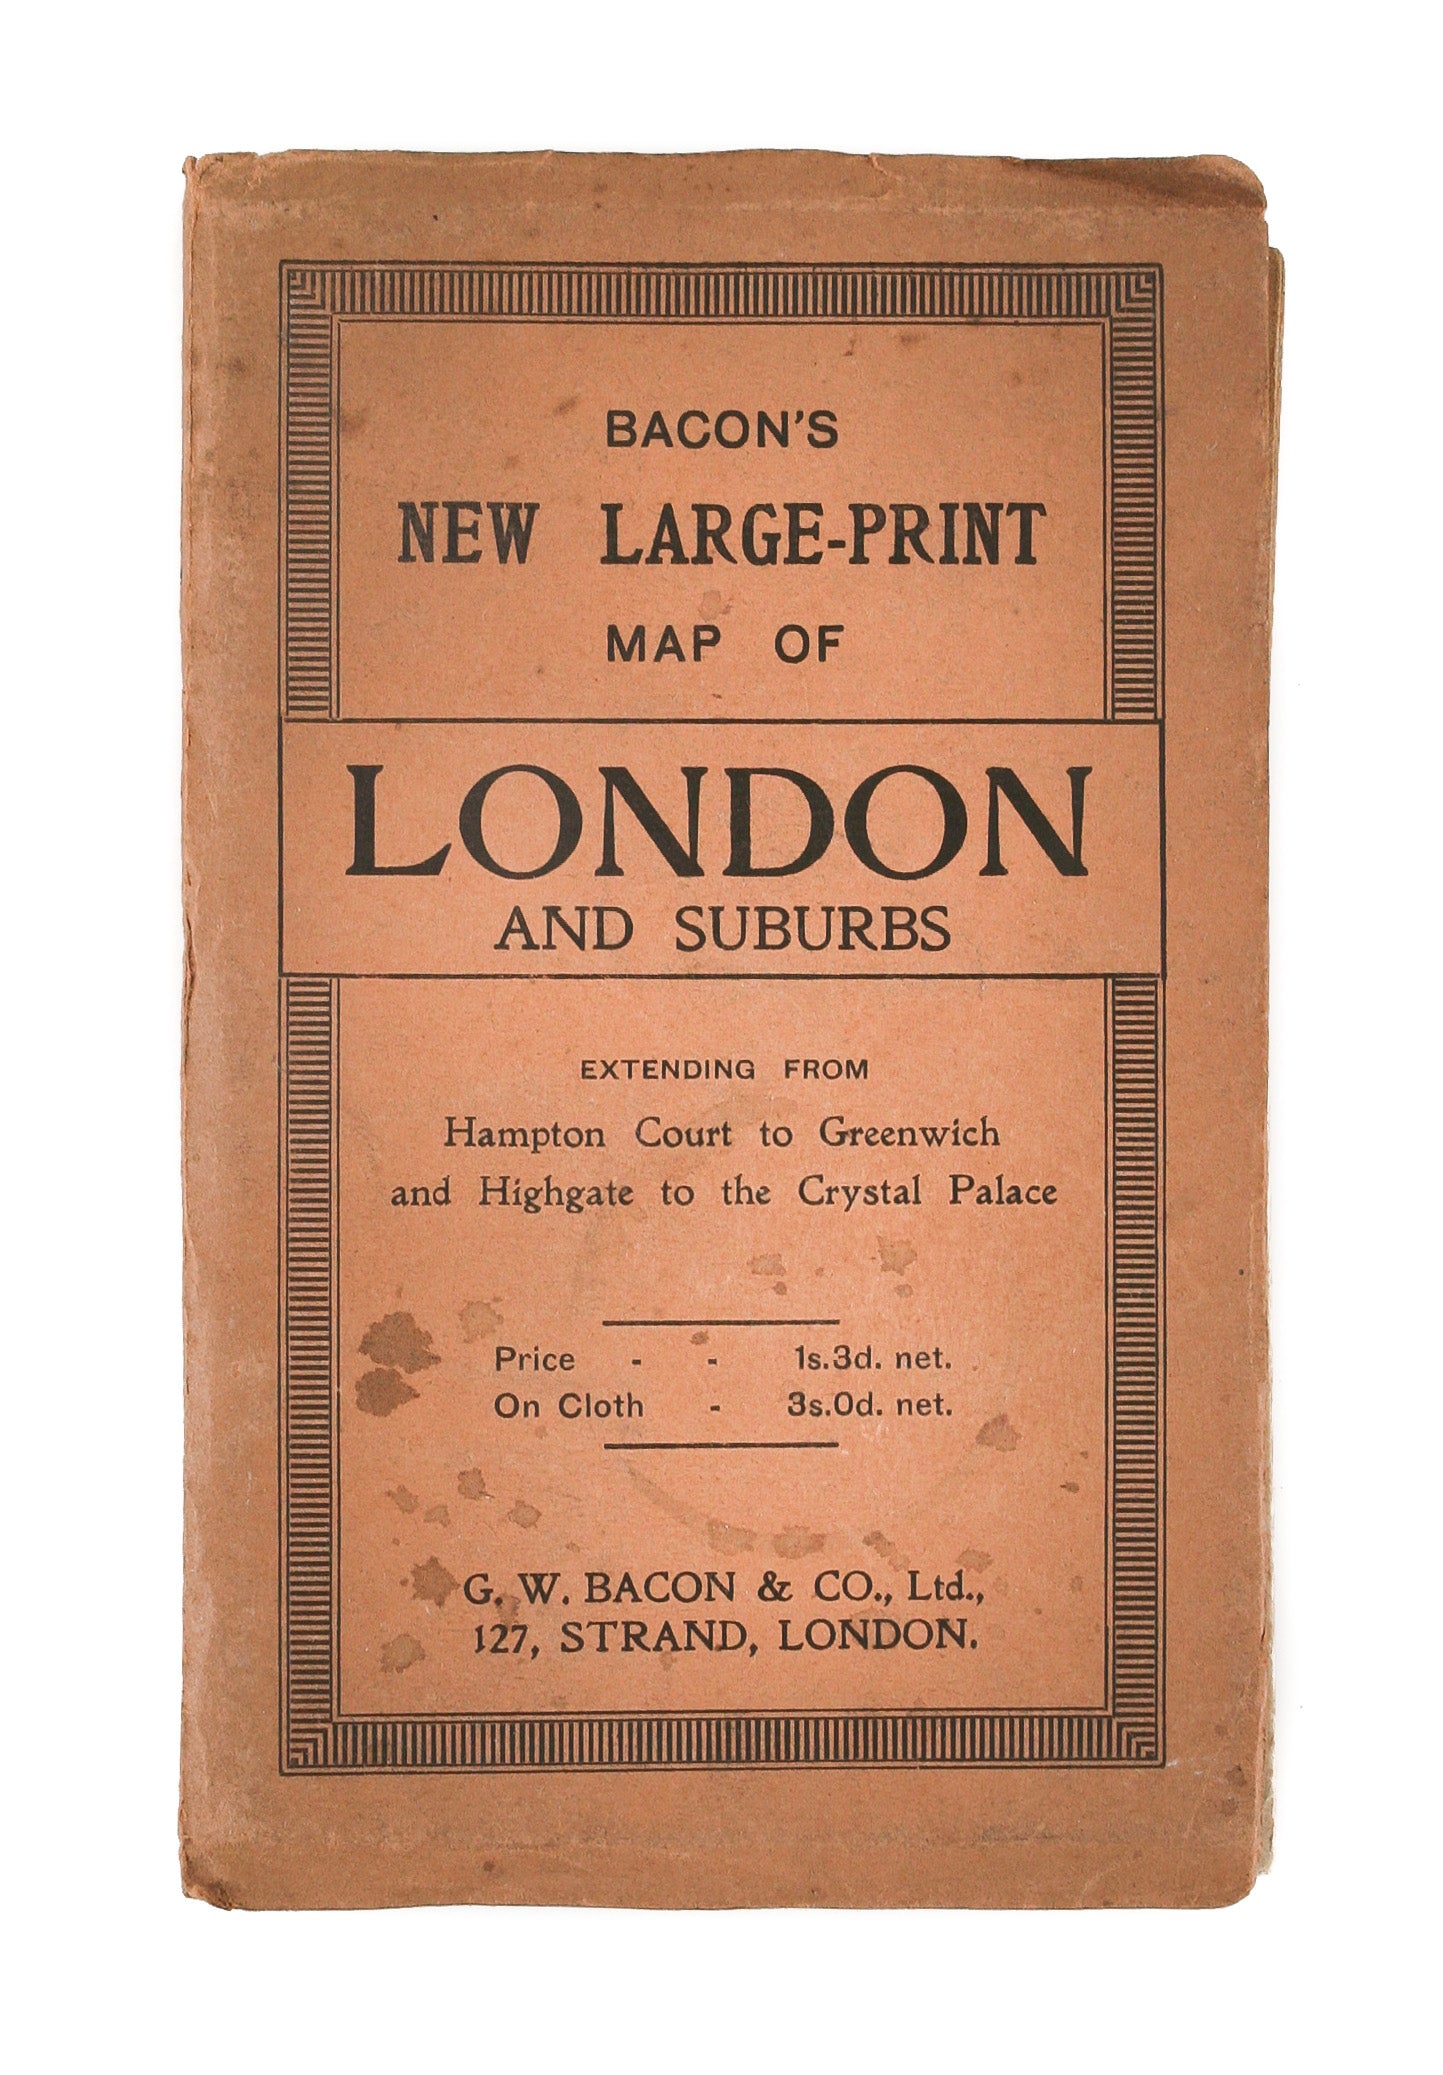 BACON'S
NEW LARGE-PRINT
MAP OF
LONDON
AND SUBURBS
EXTENDING FROM
Hampton Court to Greenwich
and Highgate to the Crystal Palace
Price - - 1s.3d. net.
On Cloth - 3s.0d. net.
G. W. BACON & CO., Ltd.,
127, STRAND, LONDON.